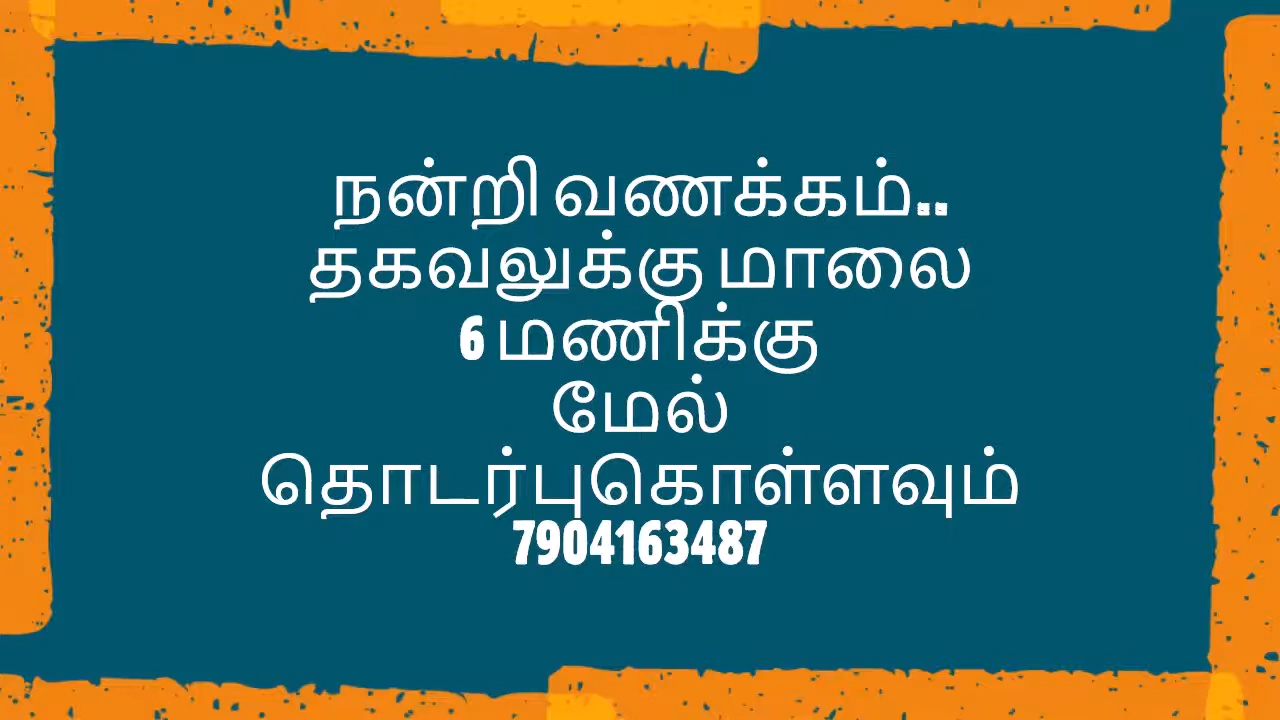 நன்றி வணக்கம்..
தகவலுக்கு மாலை
6 மணிக்கு
மேல்
தொடர்புகொள்ளவும்
7904163487